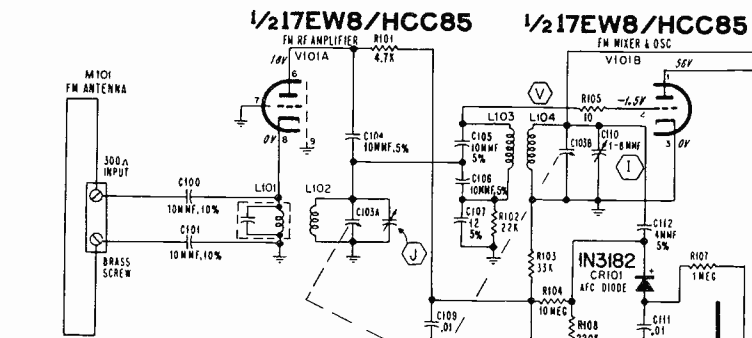 ½17EW8/HCC85
½17EW8/HCC85
FM RF AMPLIFIER
V101A
R101
4.7K
FM MIXER & OSC
V101B
18V
6
7
8
9
0V
56V
1
2
3
0V
-1.5V
M101
FM ANTENNA
300Ω
INPUT
BRASS
SCREW
C100
10MMF,10%
C101
10MMF,10%
L101
L102
C103A
J
C104
10MMF,5%
C105
10MMF
5%
C106
10MMF,5%
C107
12
5%
R102
22K
L103
L104
V
R105
10
C103B
C110
1-8MMF
I
C112
4MMF
5%
R103
33K
R104
10MEG
1N3182
CR101
AFC DIODE
R107
1MEG
C109
.01
R108
C111
.01